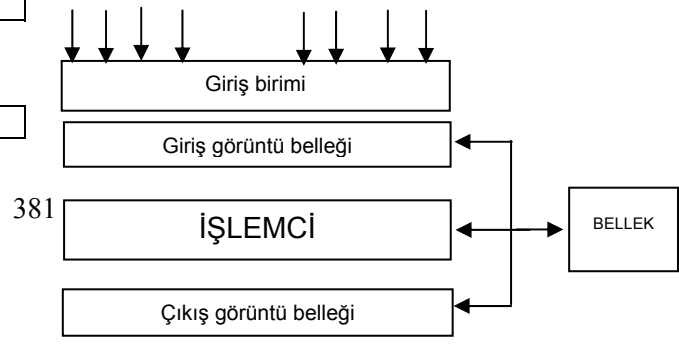 Giriş birimi
Giriş görüntü belleği
381
İŞLEMCİ
BELLEK
Çıkış görüntü belleği